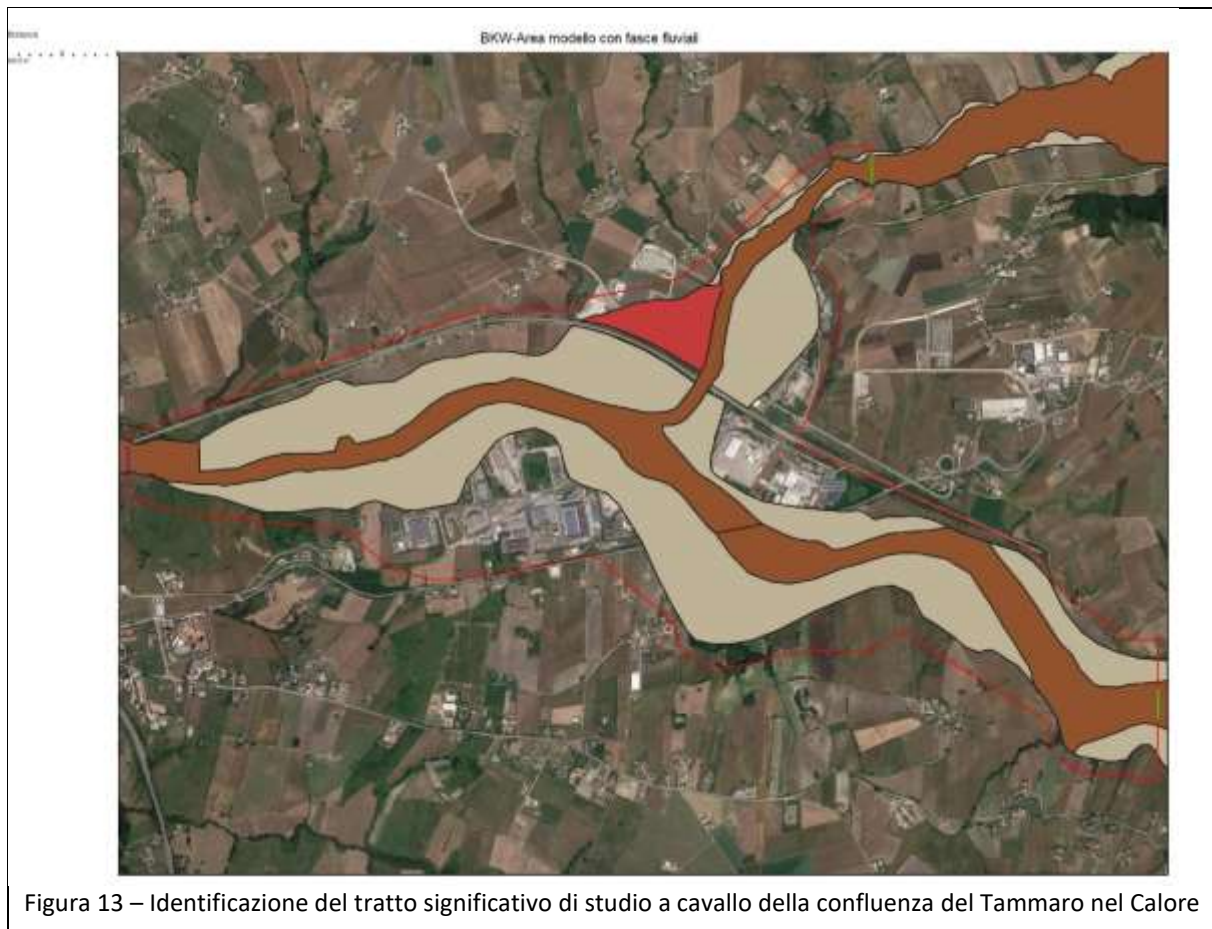 BKW-Area modello con fasce fluviali
Figura 13 – Identificazione del tratto significativo di studio a cavallo della confluenza del Tammaro nel Calore